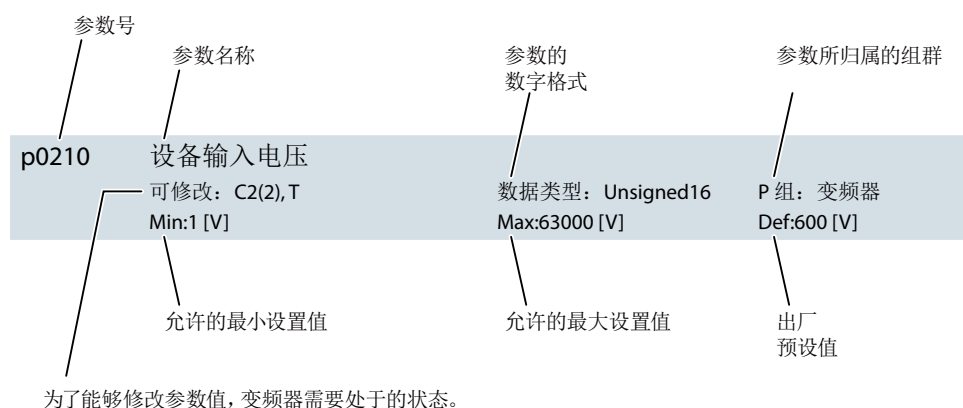 参数号
参数名称
参数的
数字格式
参数所归属的组群
p0210 设备输入电压
可修改：C2(2), T 数据类型：Unsigned16 P 组：变频器
Min:1 [V] Max:63000 [V] Def:600 [V]
允许的最小设置值
允许的最大设置值
出厂
预设值
为了能够修改参数值，变频器需要处于的状态。